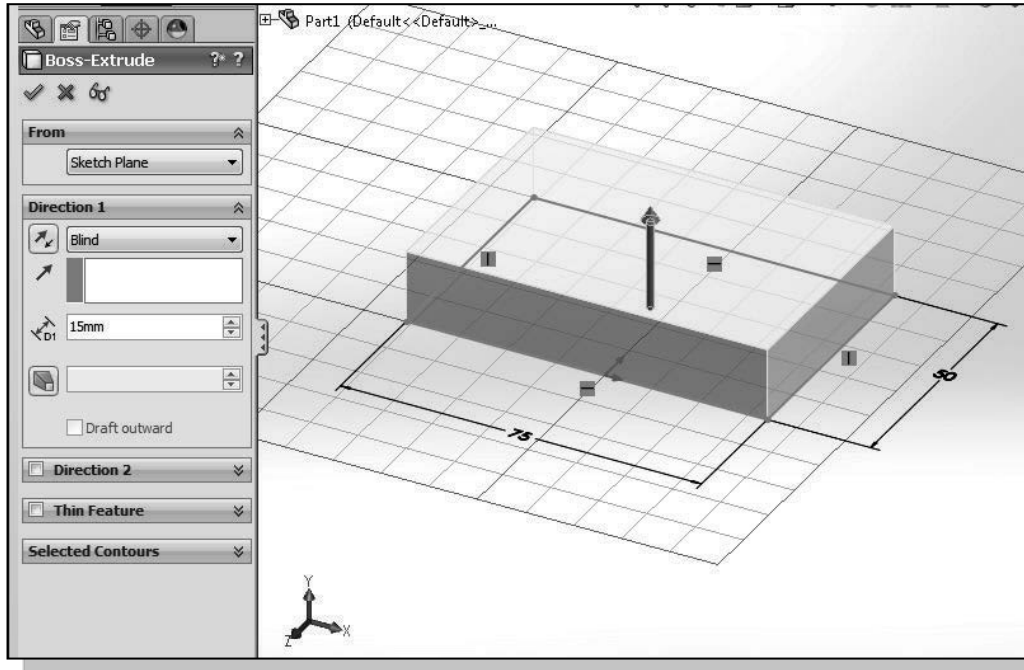 Part1 (Default<<Default>_...
Boss-Extrude
? ?
From
Sketch Plane
Direction 1
Blind
D1
15mm
Draft outward
Direction 2
Thin Feature
Selected Contours
75
50
Y
X
Z